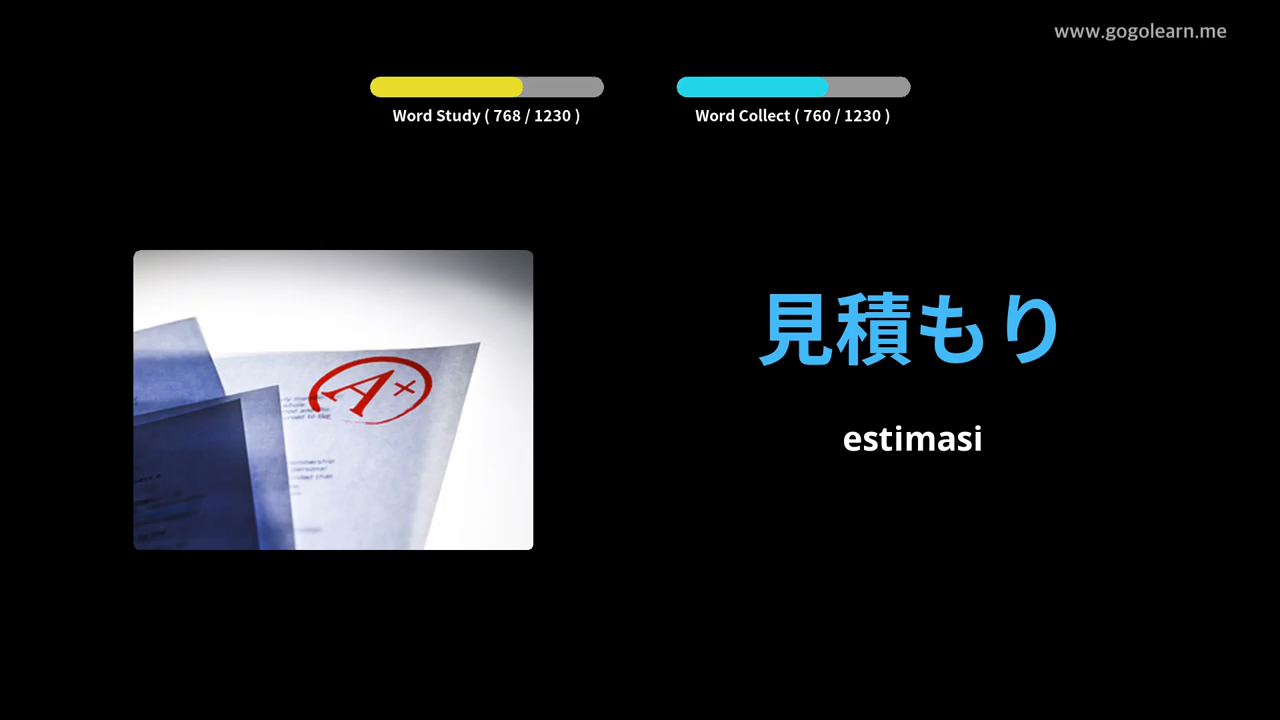 www.gogolearn.me
Word Study ( 768 / 1230 )
Word Collect ( 760 / 1230 )
A+
見積もり
estimasi